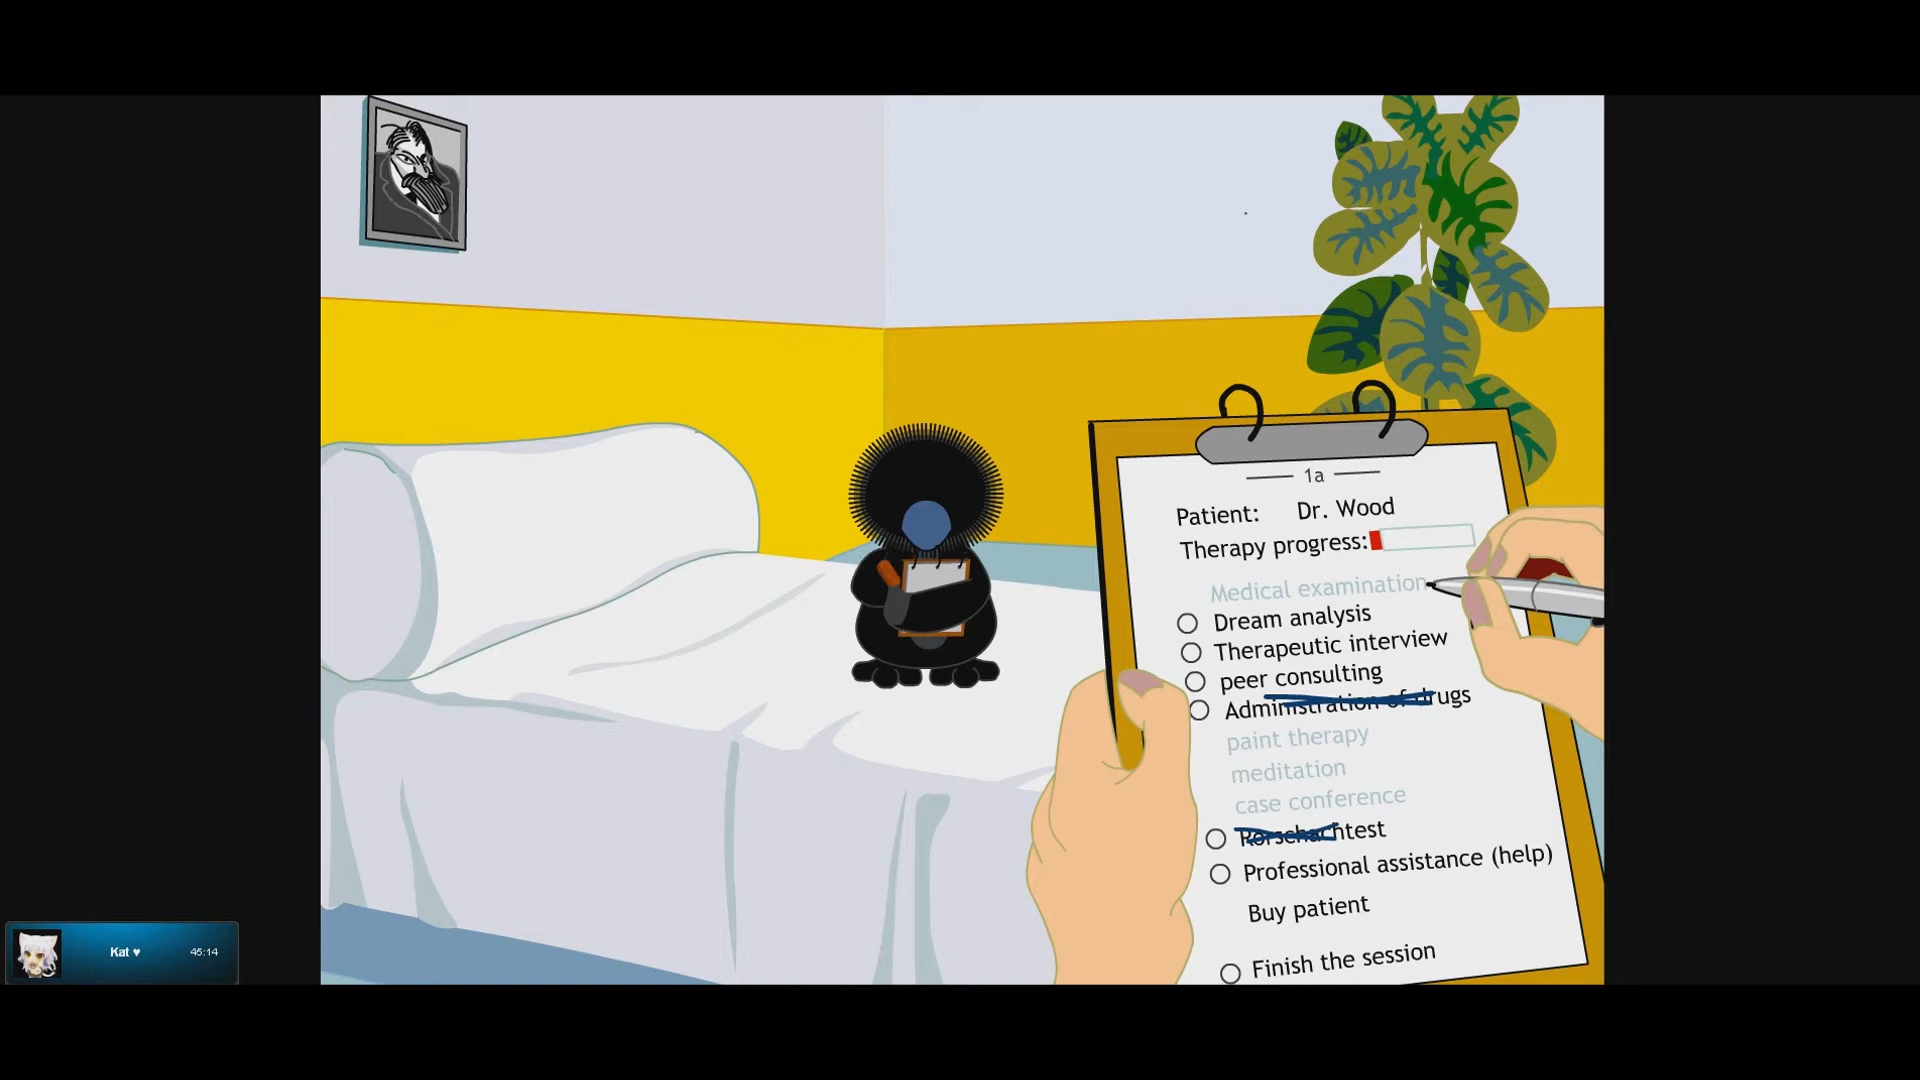 1a
Patient: Dr. Wood
Therapy progress:
Medical examination
Dream analysis
Therapeutic interview
peer consulting
Administration of drugs
paint therapy
meditation
case conference
Rorschachtest
Professional assistance (help)
Buy patient
Finish the session
Kat ♥ 45:14